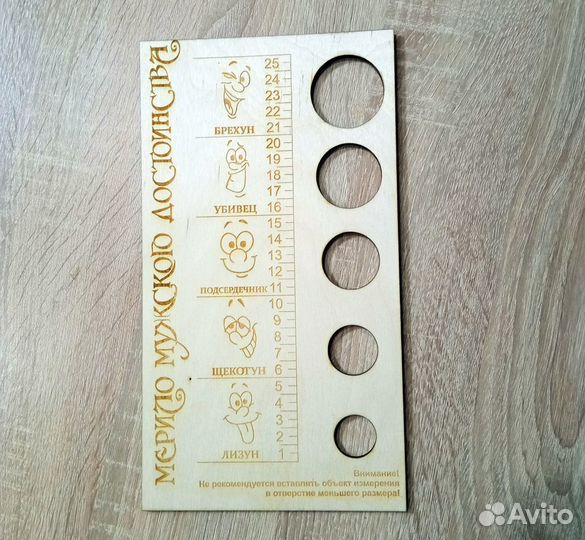 МЕРИЛО МУЖСКОГО ДОСТОИНСТВА
25
24
23
22
БРЕХУН 21
20
19
18
17
УБИВЕЦ 16
15
14
13
12
ПОДСЕРДЕЧНИК 11
10
9
8
7
ЩЕКОТУН 6
5
4
3
2
ЛИЗУН 1
Внимание!
Не рекомендуется вставлять объект измерения
в отверстие меньшего размера!
Avito